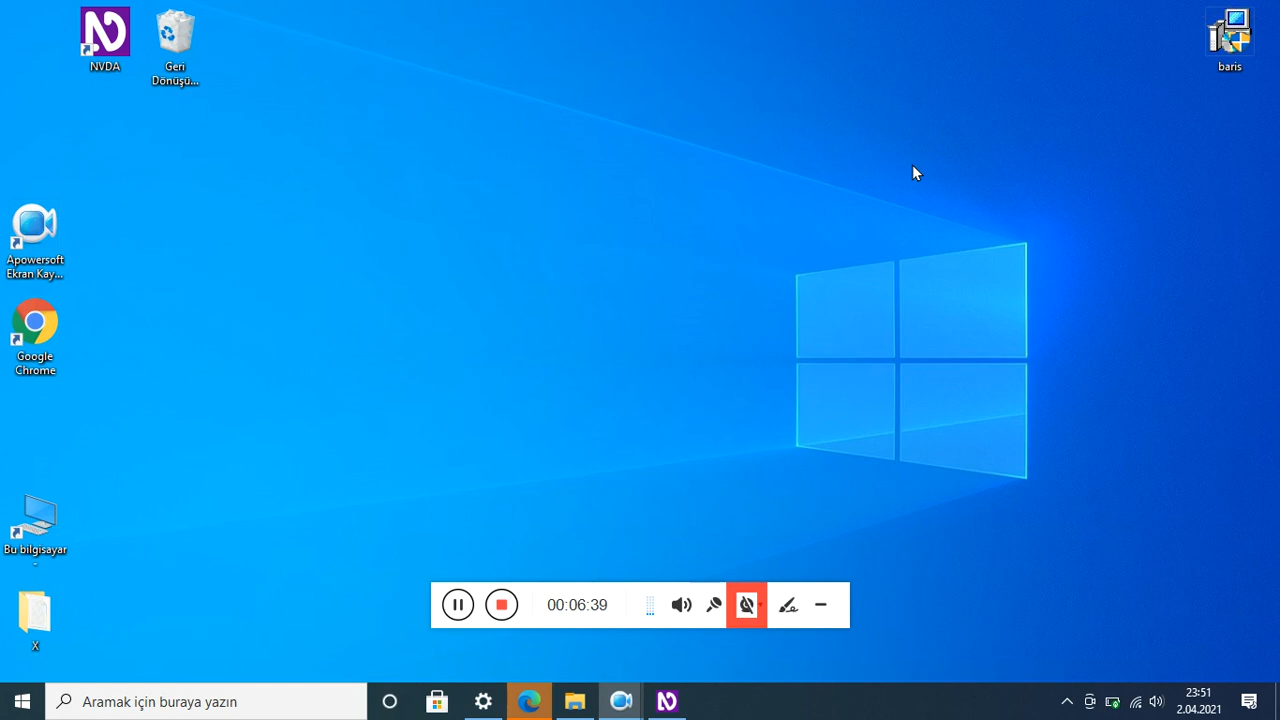 NVDA
Geri
Dönüşü...
baris
Apowersoft
Ekran Kay...
Google
Chrome
Bu bilgisayar
-
X
00:06:39
Aramak için buraya yazın
23:51
2.04.2021